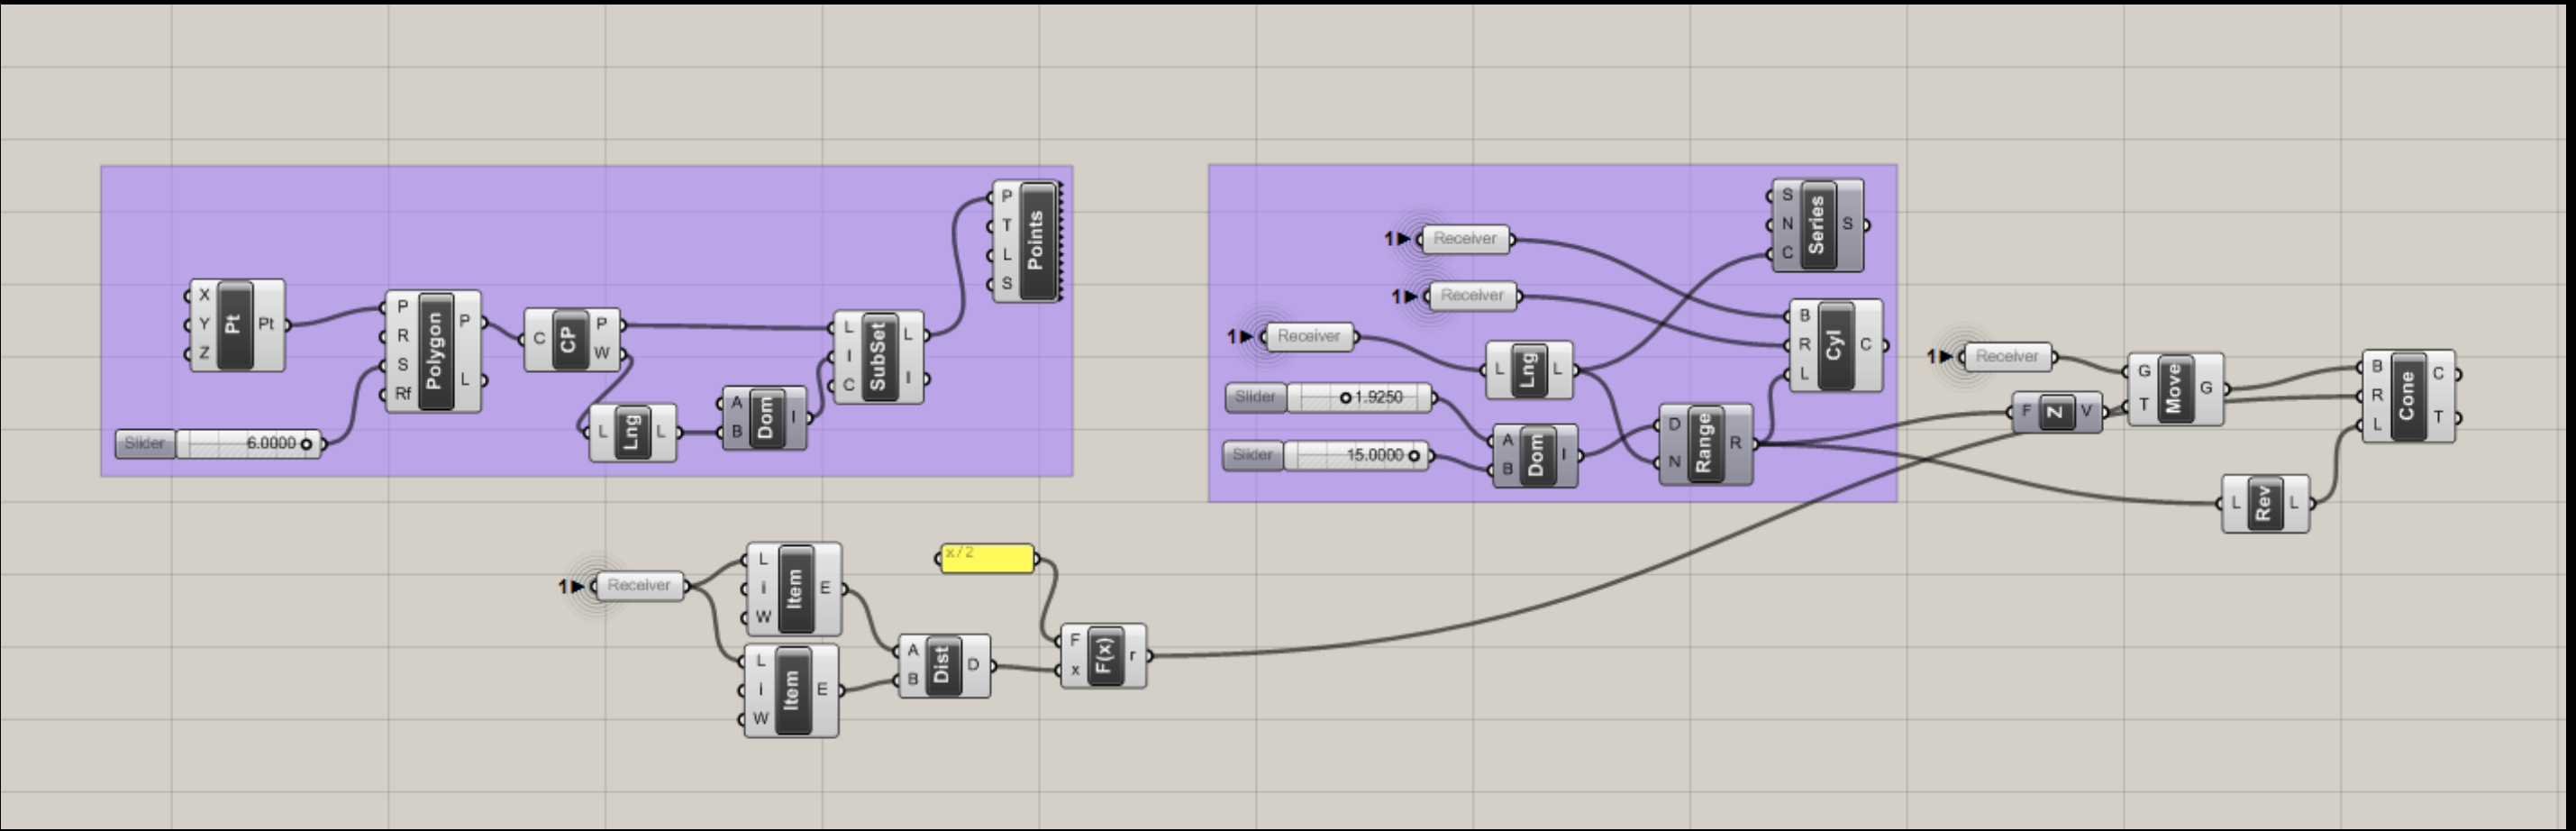 X
Y
Z
Pt
Pt
Slider 6.0000
P
R
S
Rf
Polygon
P
L
C
CP
P
W
L
Lng
L
A
B
Dom
I
L
I
C
SubSet
L
I
P
T
L
S
Points
1 Receiver
1 Receiver
1 Receiver
L
Lng
L
Slider 1.9250
Slider 15.0000
A
B
Dom
I
D
N
Range
R
S
N
C
Series
S
B
R
L
Cyl
C
1 Receiver
F
Z
V
G
T
Move
G
L
Rev
L
B
R
L
Cone
C
T
1 Receiver
L
i
W
Item
E
L
i
W
Item
E
A
B
Dist
D
x/2
F
x
F(x)
r